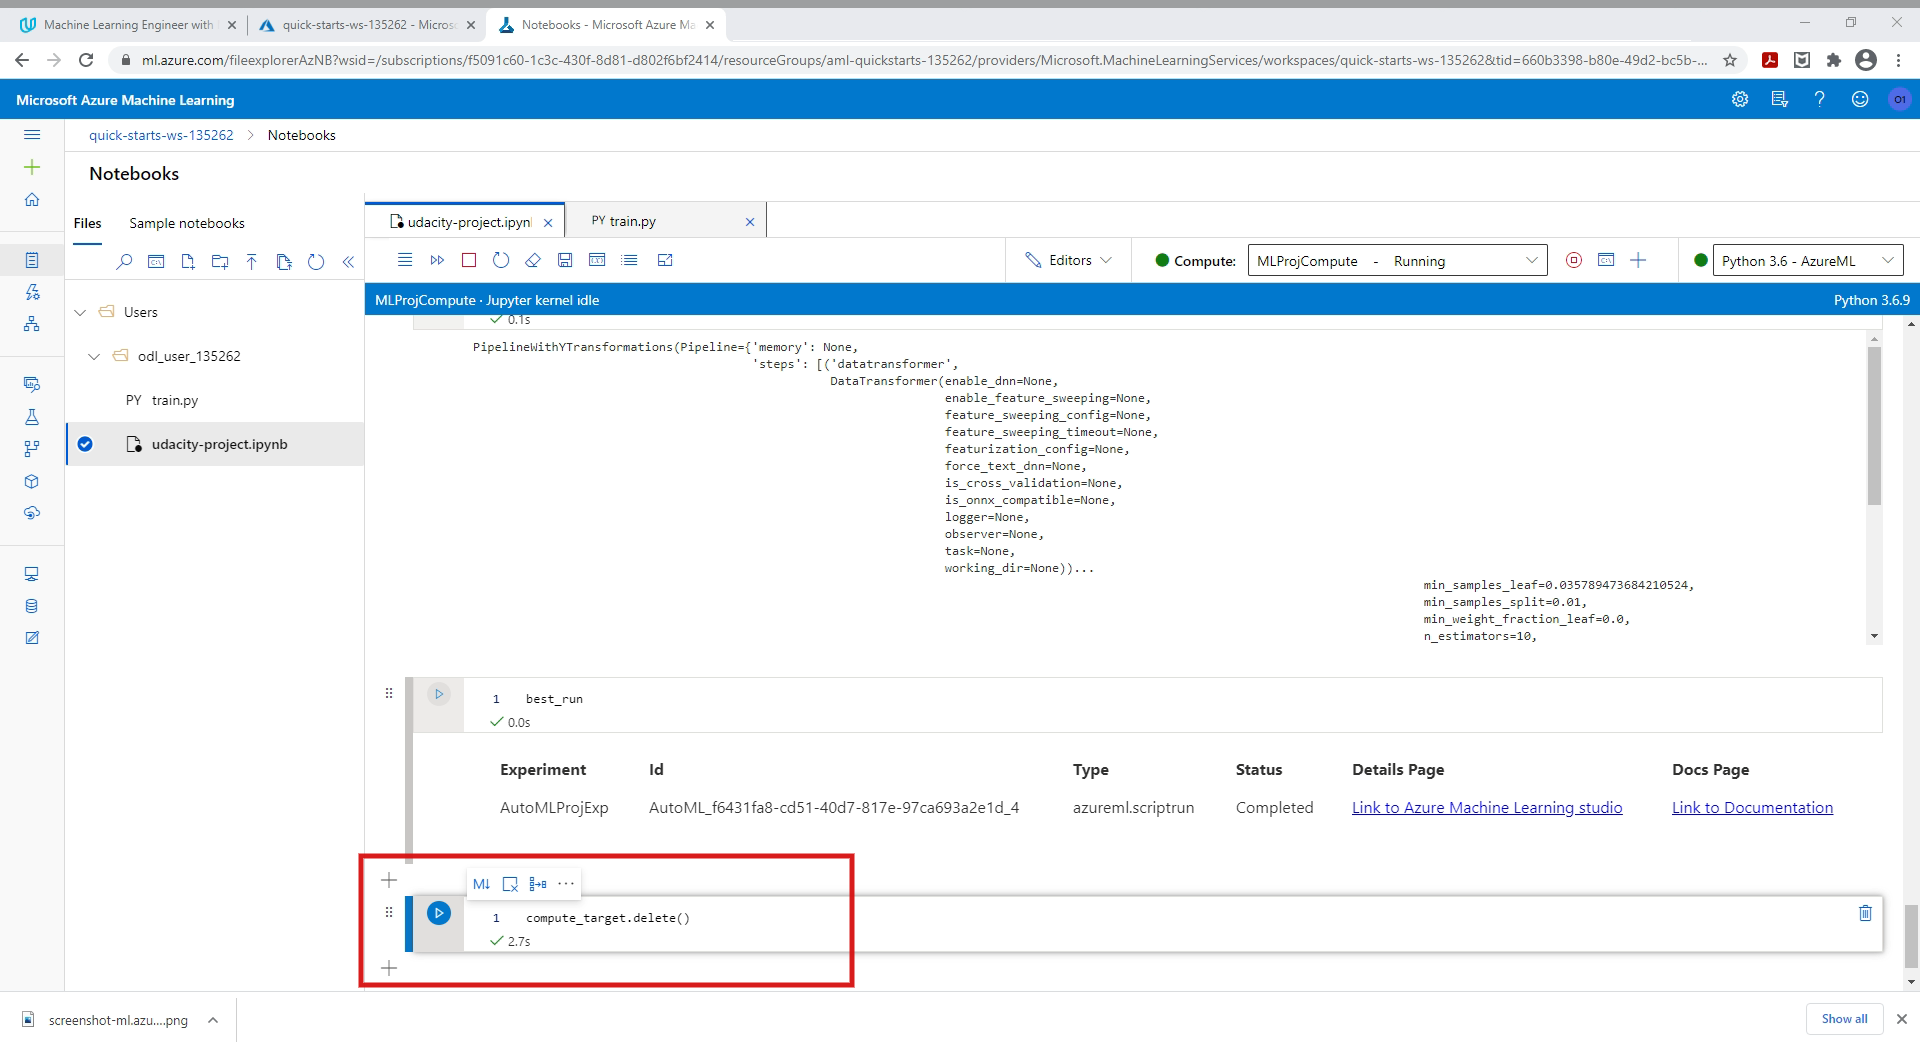 Machine Learning Engineer with
quick-starts-ws-135262 - Micros
Notebooks - Microsoft Azure Ma
ml.azure.com/fileexplorerAzNB?wsid=/subscriptions/f5091c60-1c3c-430f-8d81-d802f6bf2414/resourceGroups/aml-quickstarts-135262/providers/Microsoft.MachineLearningServices/workspaces/quick-starts-ws-135262&tid=660b3398-b80e-49d2-bc5b-...
Microsoft Azure Machine Learning
O1
quick-starts-ws-135262 > Notebooks
Notebooks
Files
Sample notebooks
udacity-project.ipyn
PY train.py
Editors
Compute:
MLProjCompute - Running
Python 3.6 - AzureML
MLProjCompute · Jupyter kernel idle
Python 3.6.9
Users
odl_user_135262
PY train.py
udacity-project.ipynb
0.1s
PipelineWithYTransformations(Pipeline={'memory': None,
'steps': [('datatransformer',
DataTransformer(enable_dnn=None,
enable_feature_sweeping=None,
feature_sweeping_config=None,
feature_sweeping_timeout=None,
featurization_config=None,
force_text_dnn=None,
is_cross_validation=None,
is_onnx_compatible=None,
logger=None,
observer=None,
task=None,
working_dir=None))...
min_samples_leaf=0.035789473684210524,
min_samples_split=0.01,
min_weight_fraction_leaf=0.0,
n_estimators=10,
1 best_run
0.0s
Experiment Id Type Status Details Page Docs Page
AutoMLProjExp AutoML_f6431fa8-cd51-40d7-817e-97ca693a2e1d_4 azureml.scriptrun Completed Link to Azure Machine Learning studio Link to Documentation
M↓
1 compute_target.delete()
2.7s
screenshot-ml.azu....png
Show all